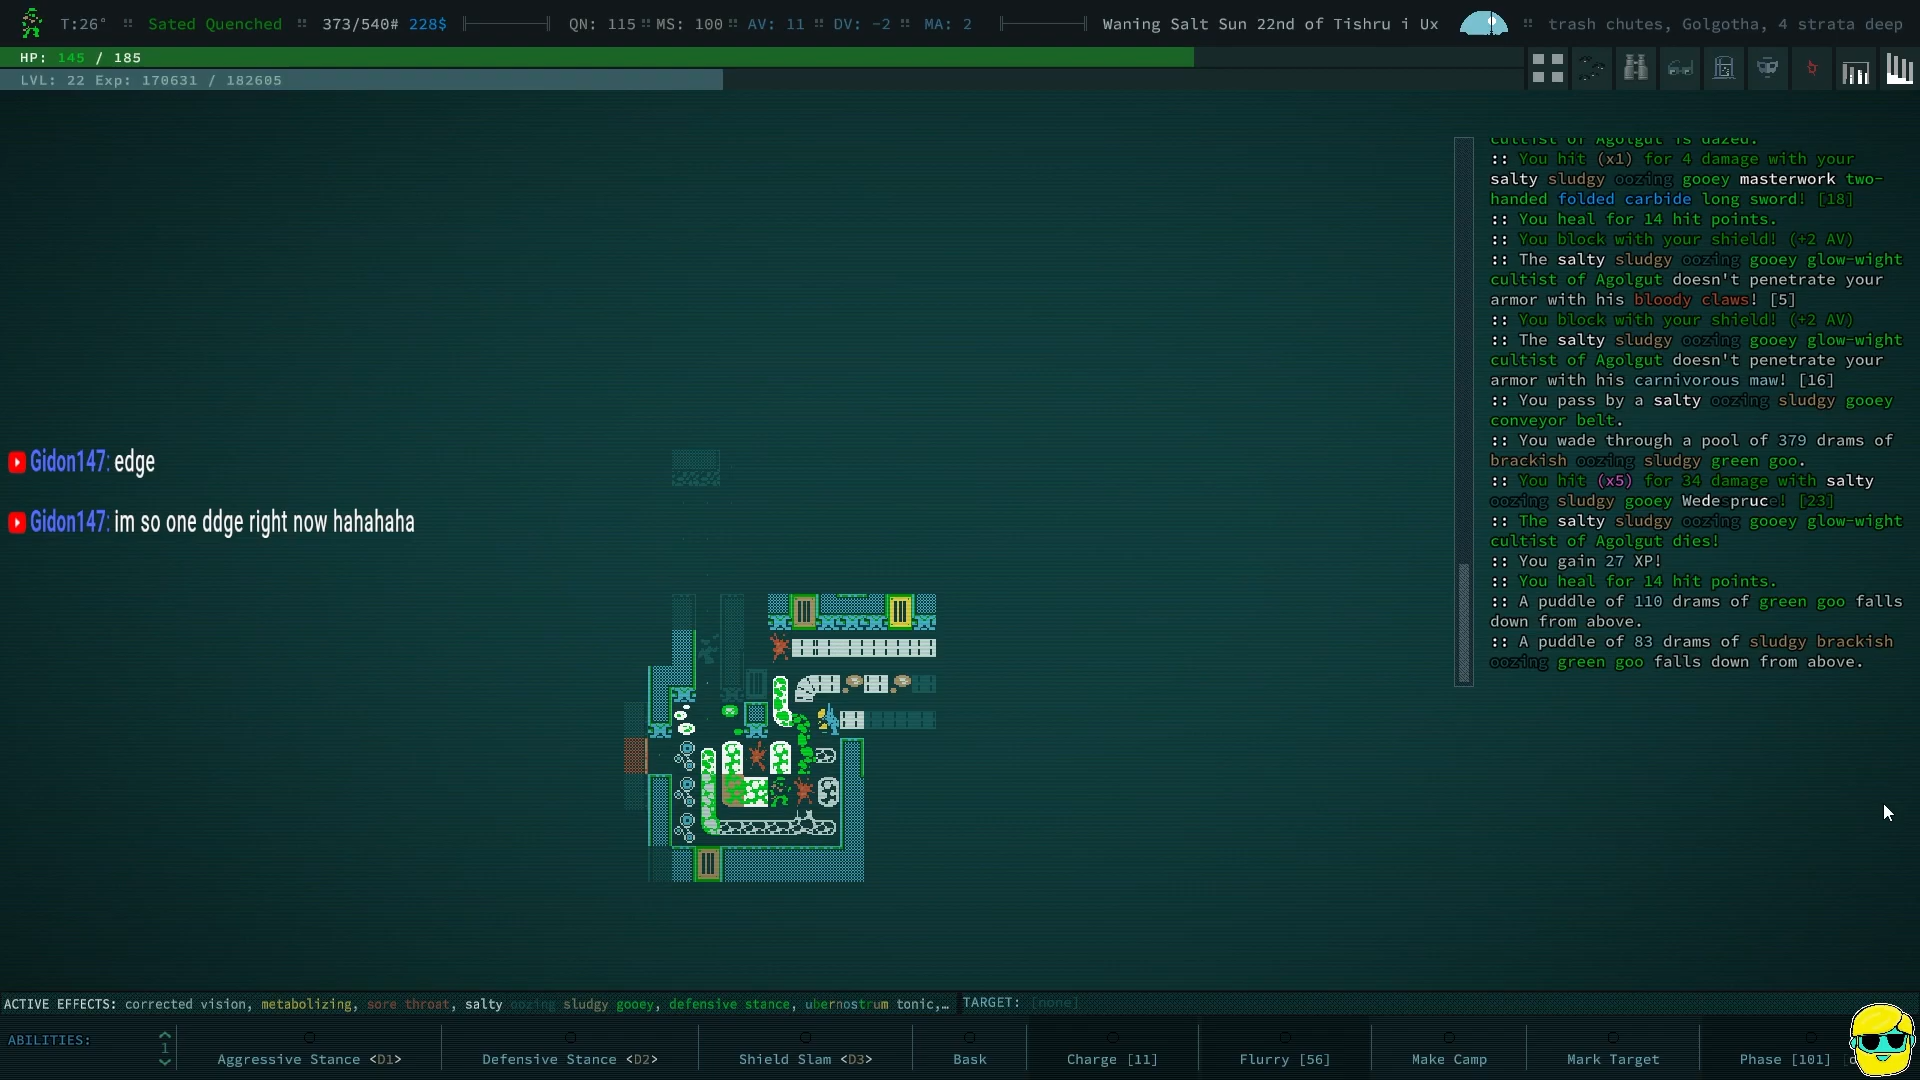 T:26° :: Sated Quenched :: 373/540# 228$ QN: 115 :: MS: 100 :: AV: 11 :: DV: -2 :: MA: 2 Waning Salt Sun 22nd of Tishru i Ux :: trash chutes, Golgotha, 4 strata deep
HP: 145 / 185
LVL: 22 Exp: 170631 / 182605
cultist of Agolgut is dazed.
:: You hit (x1) for 4 damage with your
salty sludgy oozing gooey masterwork two-
handed folded carbide long sword! [18]
:: You heal for 14 hit points.
:: You block with your shield! (+2 AV)
:: The salty sludgy oozing gooey glow-wight
cultist of Agolgut doesn't penetrate your
armor with his bloody claws! [5]
:: You block with your shield! (+2 AV)
:: The salty sludgy oozing gooey glow-wight
cultist of Agolgut doesn't penetrate your
armor with his carnivorous maw! [16]
:: You pass by a salty oozing sludgy gooey
conveyor belt.
:: You wade through a pool of 379 drams of
brackish oozing sludgy green goo.
:: You hit (x5) for 34 damage with salty
oozing sludgy gooey Wedespruce! [23]
:: The salty sludgy oozing gooey glow-wight
cultist of Agolgut dies!
:: You gain 27 XP!
:: You heal for 14 hit points.
:: A puddle of 110 drams of green goo falls
down from above.
:: A puddle of 83 drams of sludgy brackish
oozing green goo falls down from above.
Gidon147: edge
Gidon147: im so one ddge right now hahahaha
ACTIVE EFFECTS: corrected vision, metabolizing, sore throat, salty oozing sludgy gooey, defensive stance, ubernostrum tonic,… TARGET: [none]
ABILITIES: 1 Aggressive Stance <D1> Defensive Stance <D2> Shield Slam <D3> Bask Charge [11] Flurry [56] Make Camp Mark Target Phase [101]